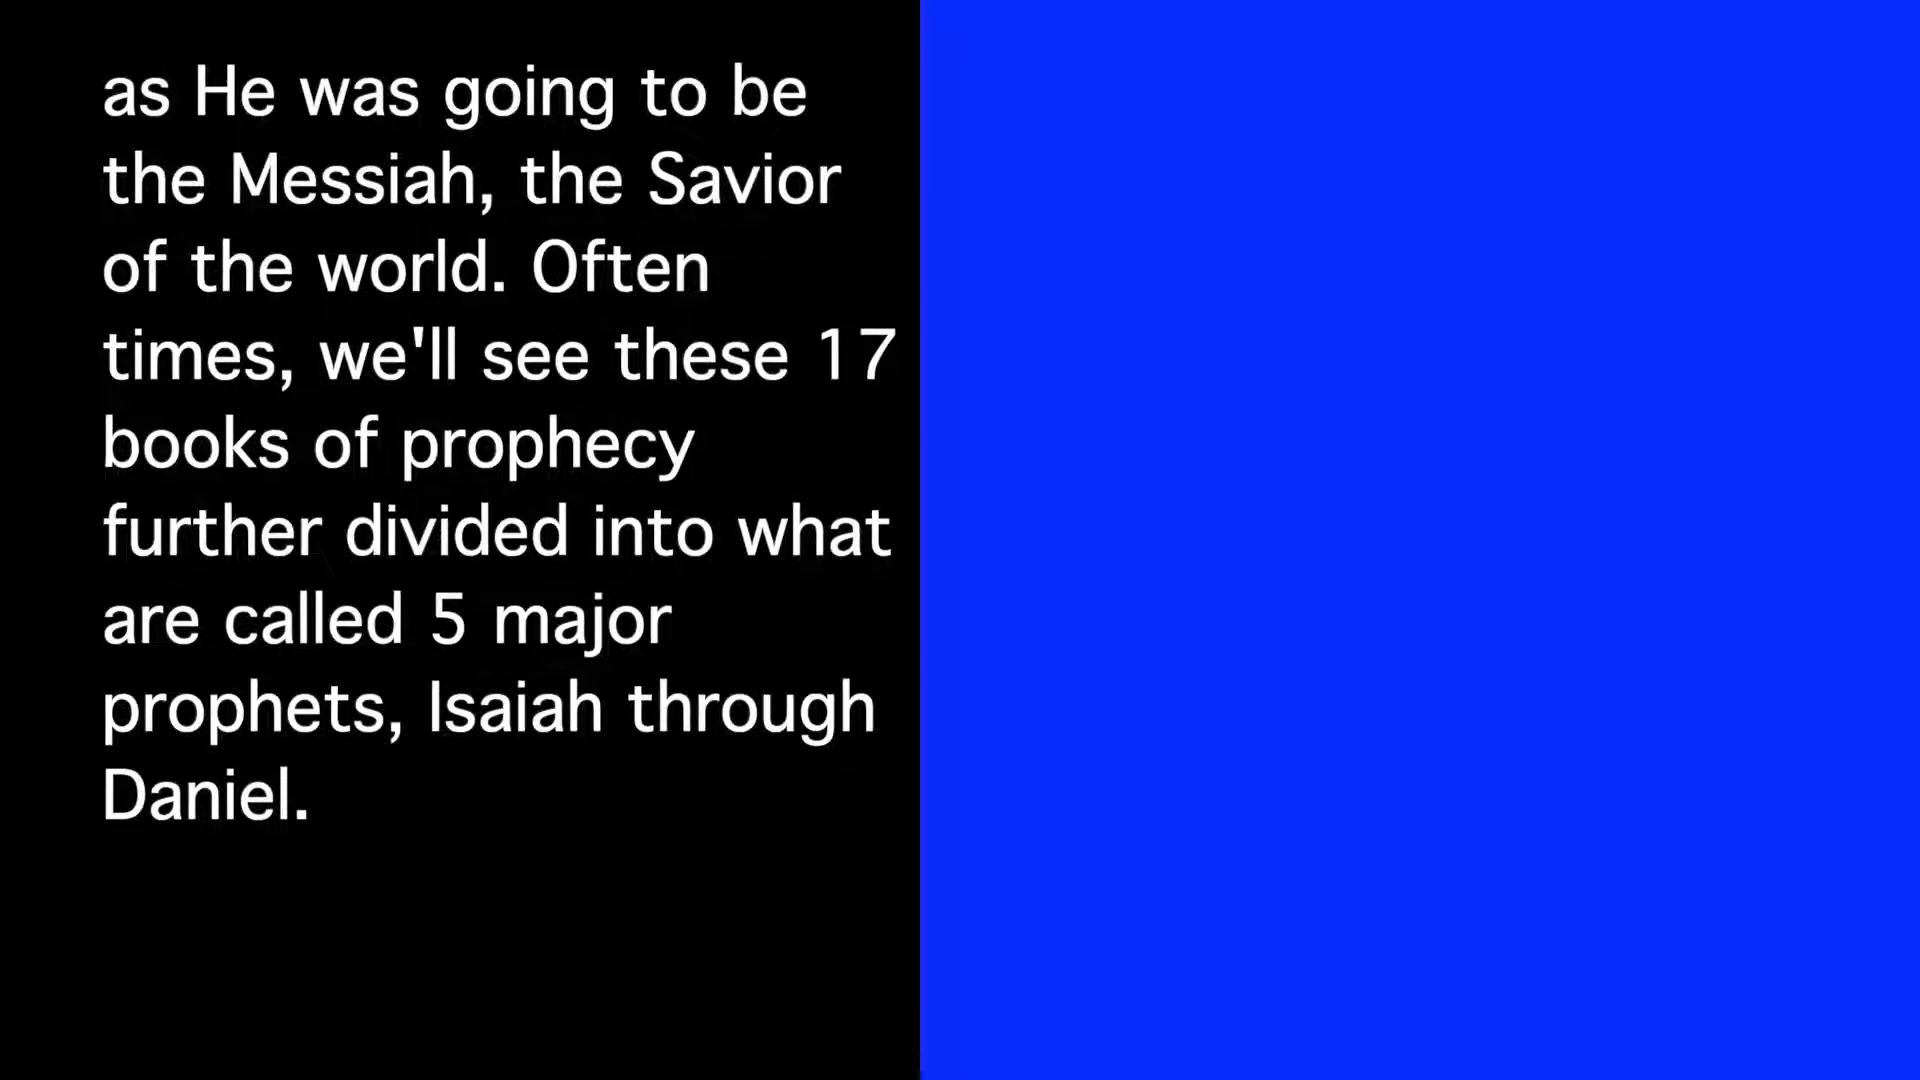 as He was going to be
the Messiah, the Savior
of the world. Often
times, we'll see these 17
books of prophecy
further divided into what
are called 5 major
prophets, Isaiah through
Daniel.